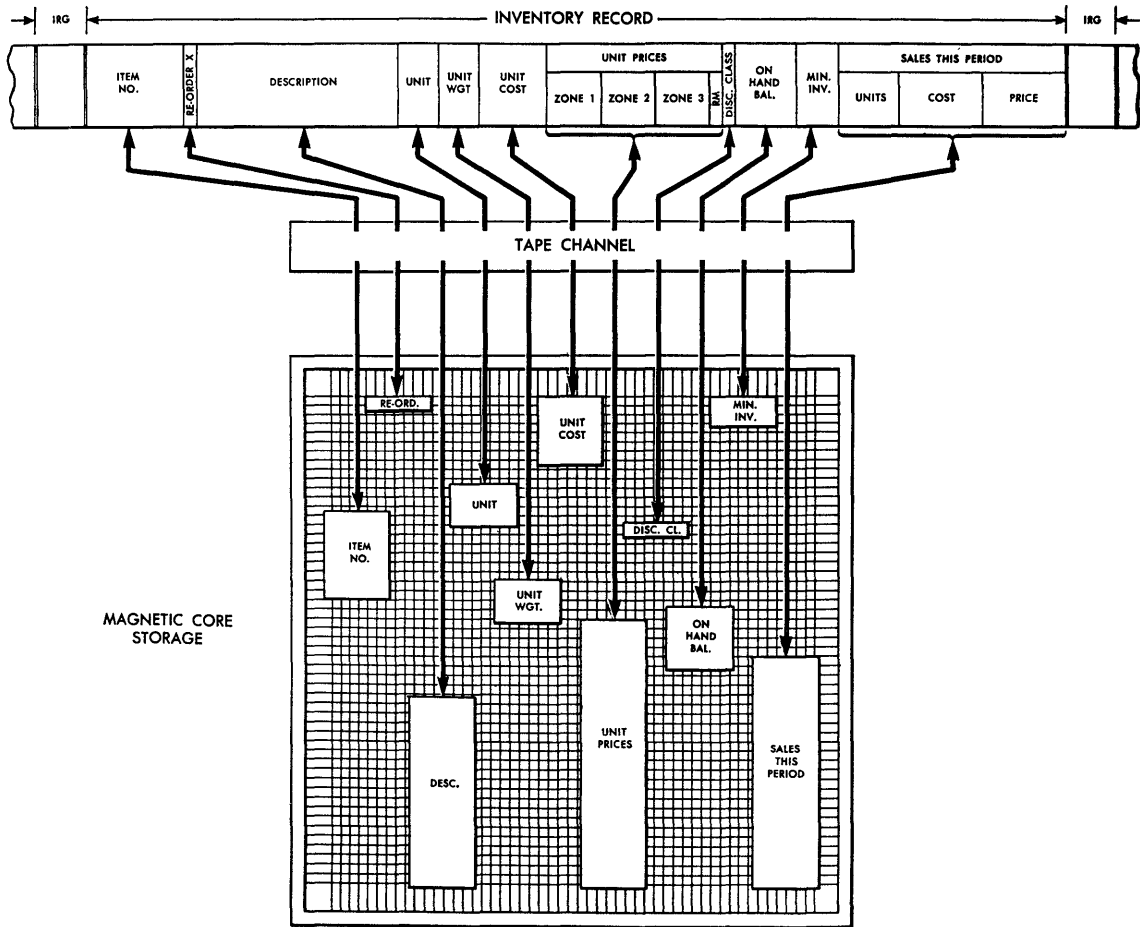 IRG
INVENTORY RECORD
IRG
ITEM NO.
RE-ORDER X
DESCRIPTION
UNIT
UNIT WGT
UNIT COST
UNIT PRICES
ZONE 1
ZONE 2
ZONE 3
RM
DISC. CLASS
ON HAND BAL.
MIN. INV.
SALES THIS PERIOD
UNITS
COST
PRICE
TAPE CHANNEL
RE-ORD.
UNIT
COST
MIN.
INV.
UNIT
DISC. CL.
ITEM
NO.
UNIT
WGT.
ON
HAND
BAL.
MAGNETIC CORE
STORAGE
UNIT
PRICES
SALES
THIS
PERIOD
DESC.